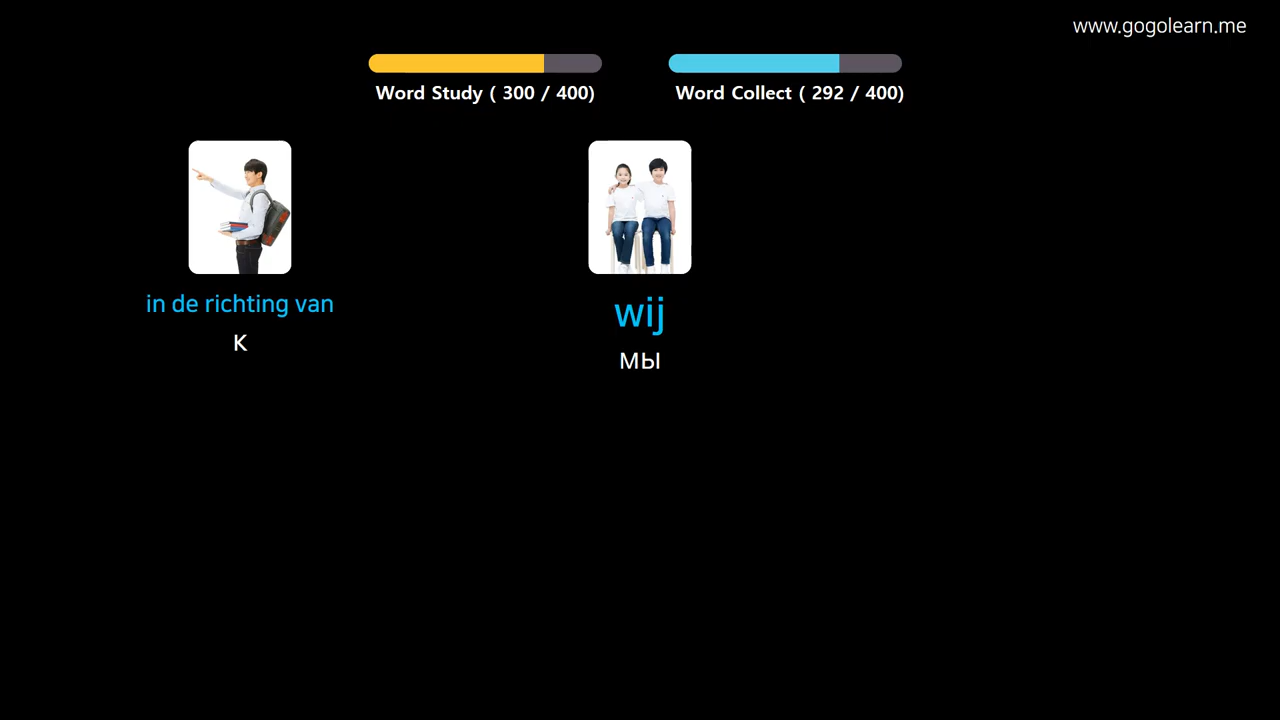 www.gogolearn.me
Word Study ( 300 / 400)
Word Collect ( 292 / 400)
in de richting van
к
wij
мы